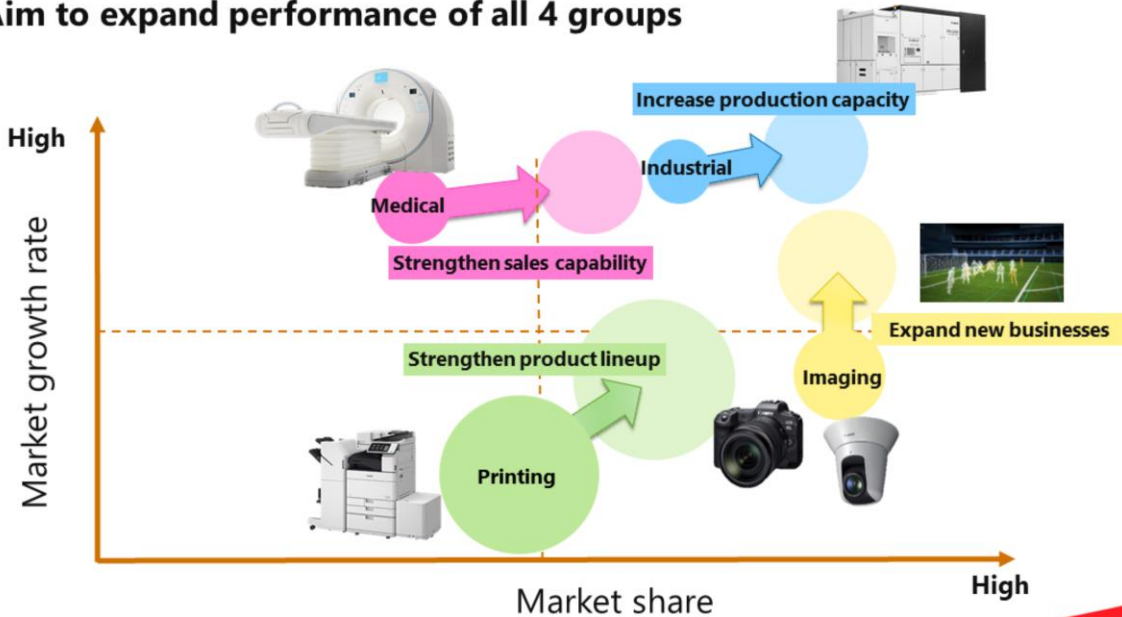 Aim to expand performance of all 4 groups
Increase production capacity
High
Industrial
Medical
Strengthen sales capability
Expand new businesses
Strengthen product lineup
Imaging
Market growth rate
Printing
High
Market share